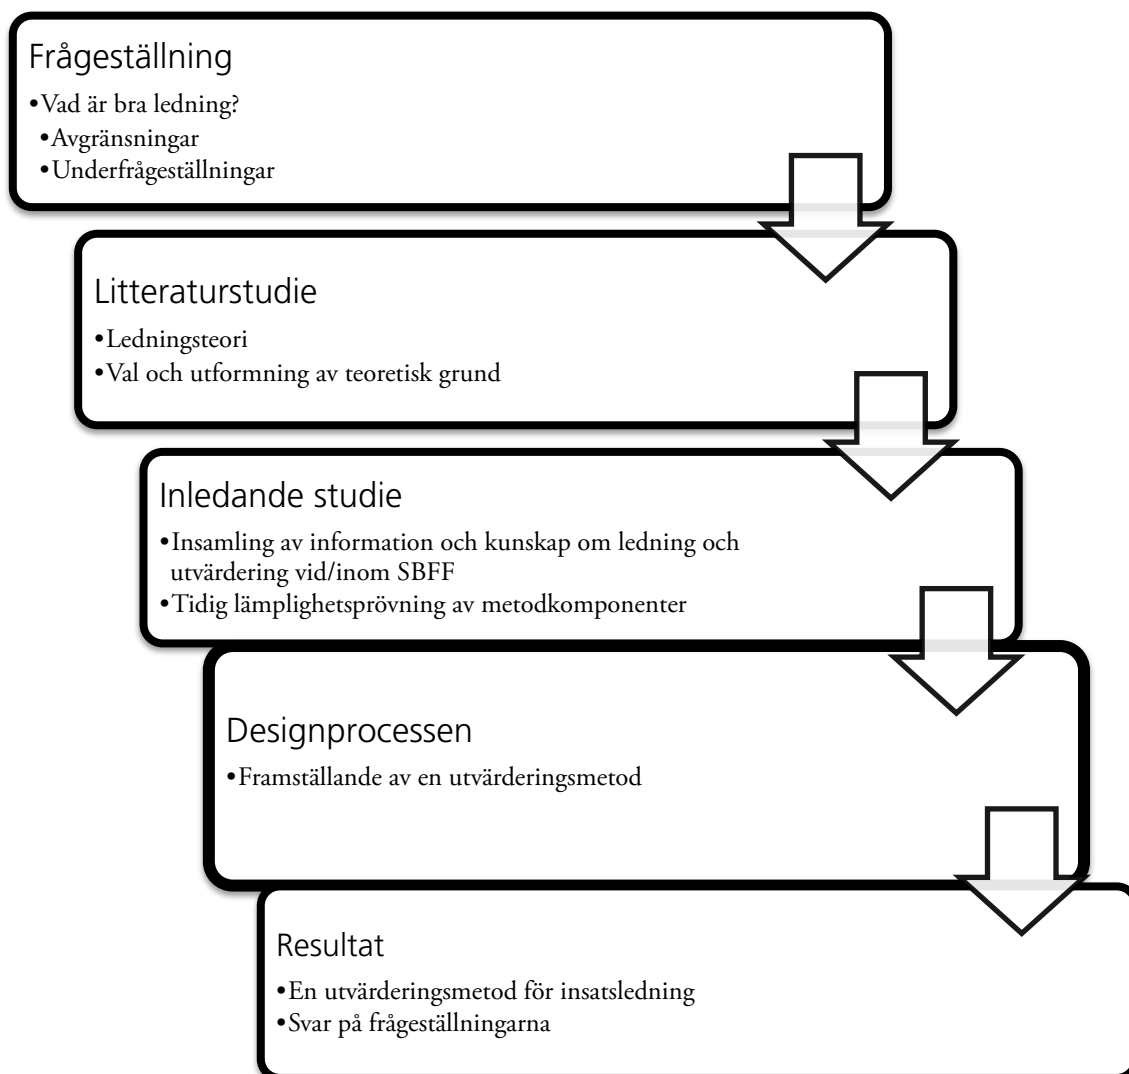 Frågeställning
•Vad är bra ledning?
•Avgränsningar
•Underfrågeställningar
Litteraturstudie
•Ledningsteori
•Val och utformning av teoretisk grund
Inledande studie
•Insamling av information och kunskap om ledning och
utvärdering vid/inom SBFF
•Tidig lämplighetsprövning av metodkomponenter
Designprocessen
•Framställande av en utvärderingsmetod
Resultat
•En utvärderingsmetod för insatsledning
•Svar på frågeställningarna